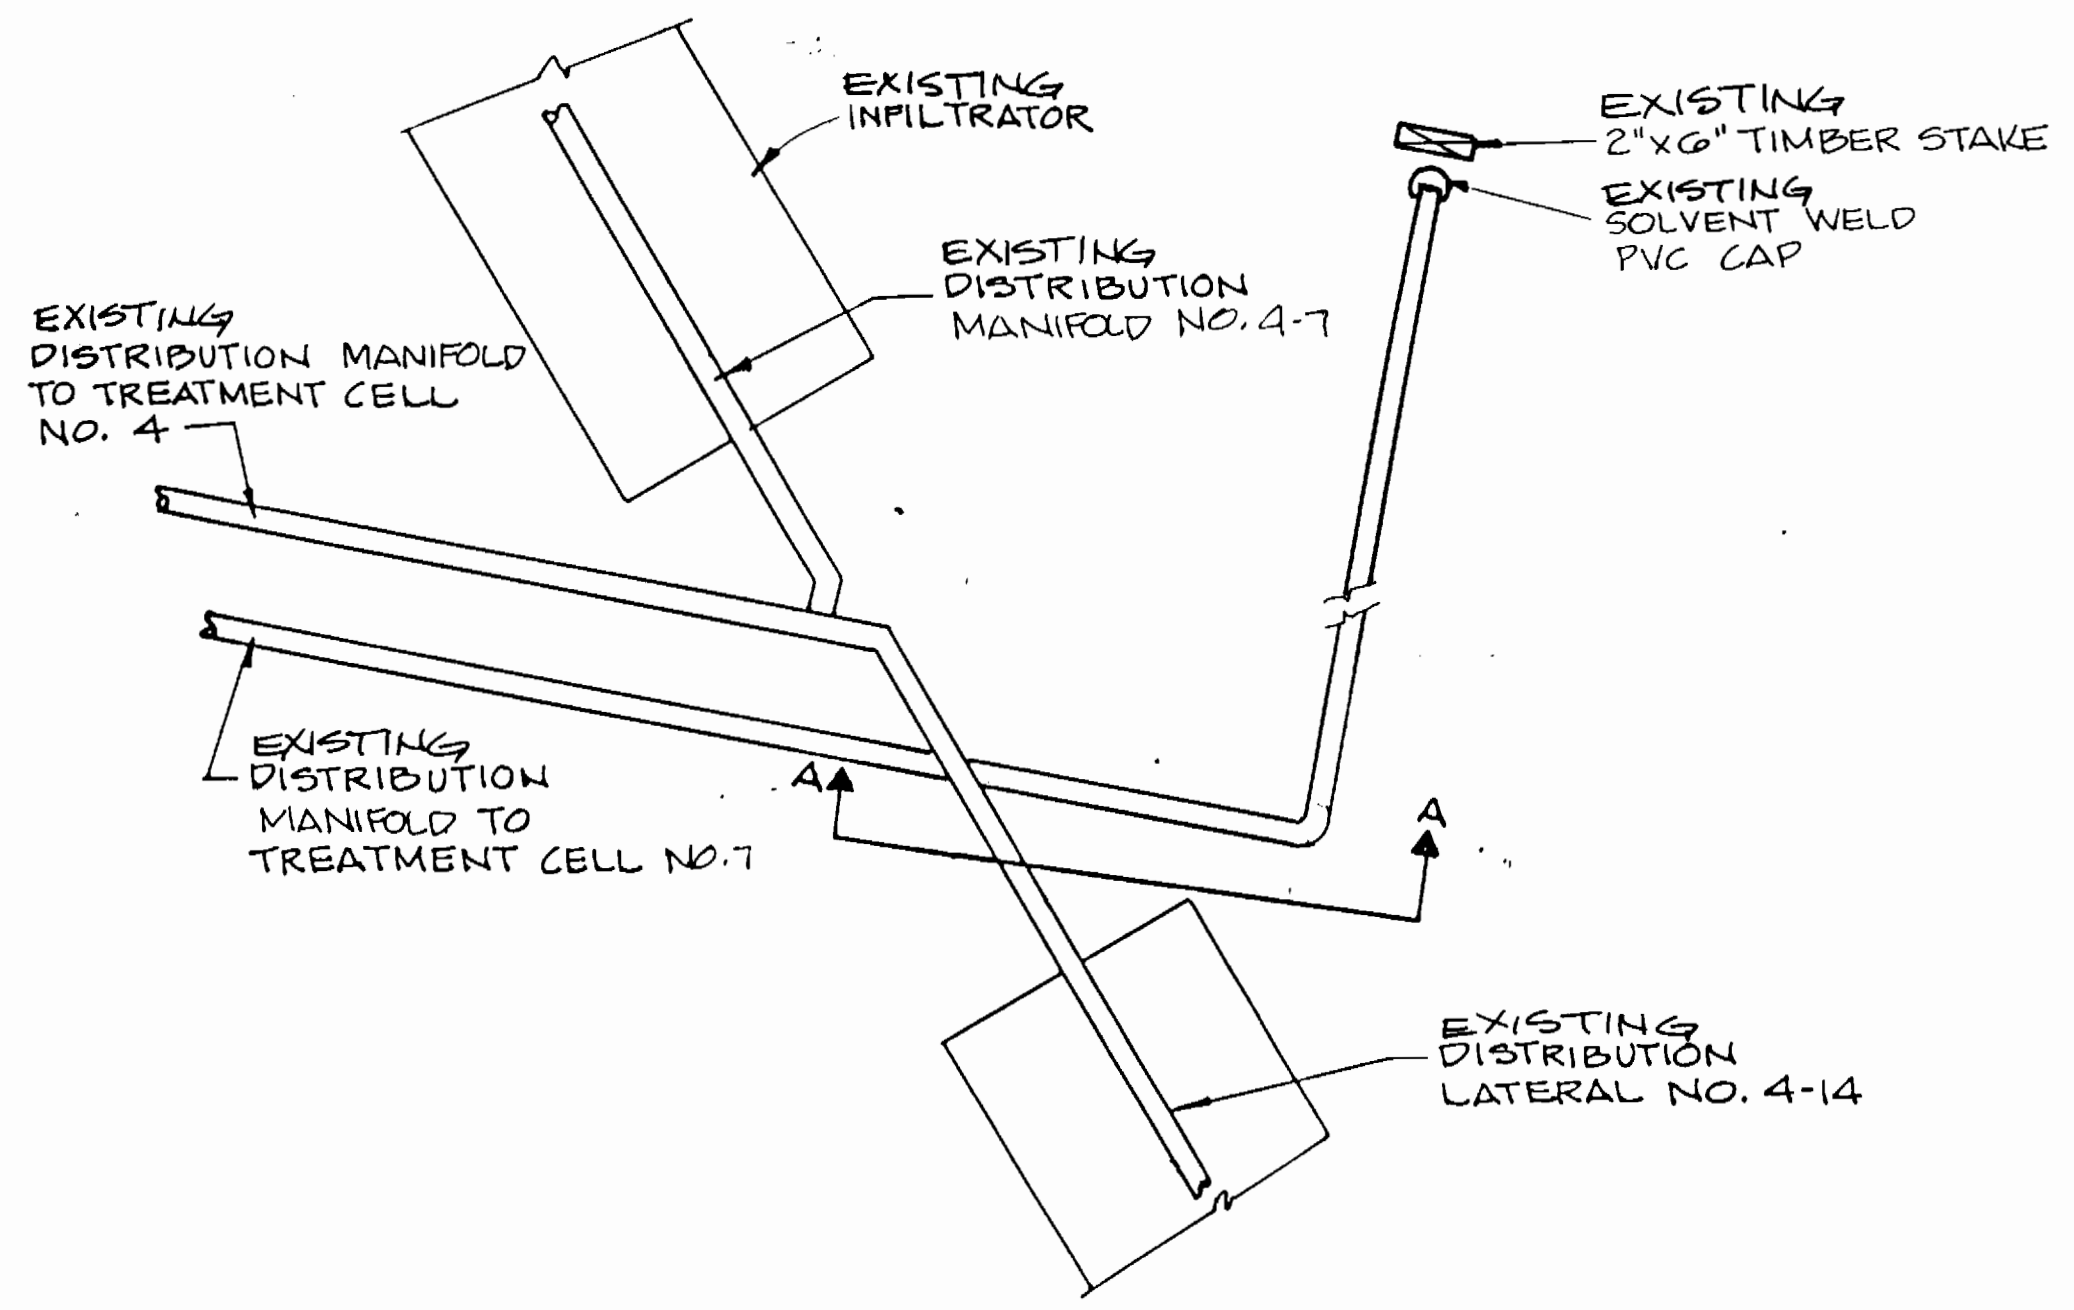 EXISTING
INFILTRATOR
EXISTING
2"X6" TIMBER STAKE
EXISTING
SOLVENT WELD
PVC CAP
EXISTING
DISTRIBUTION
MANIFOLD NO. 4-7
EXISTING
DISTRIBUTION MANIFOLD
TO TREATMENT CELL
NO. 4
EXISTING
DISTRIBUTION
MANIFOLD TO
TREATMENT CELL NO. 7
A
A
EXISTING
DISTRIBUTION
LATERAL NO. 4-14